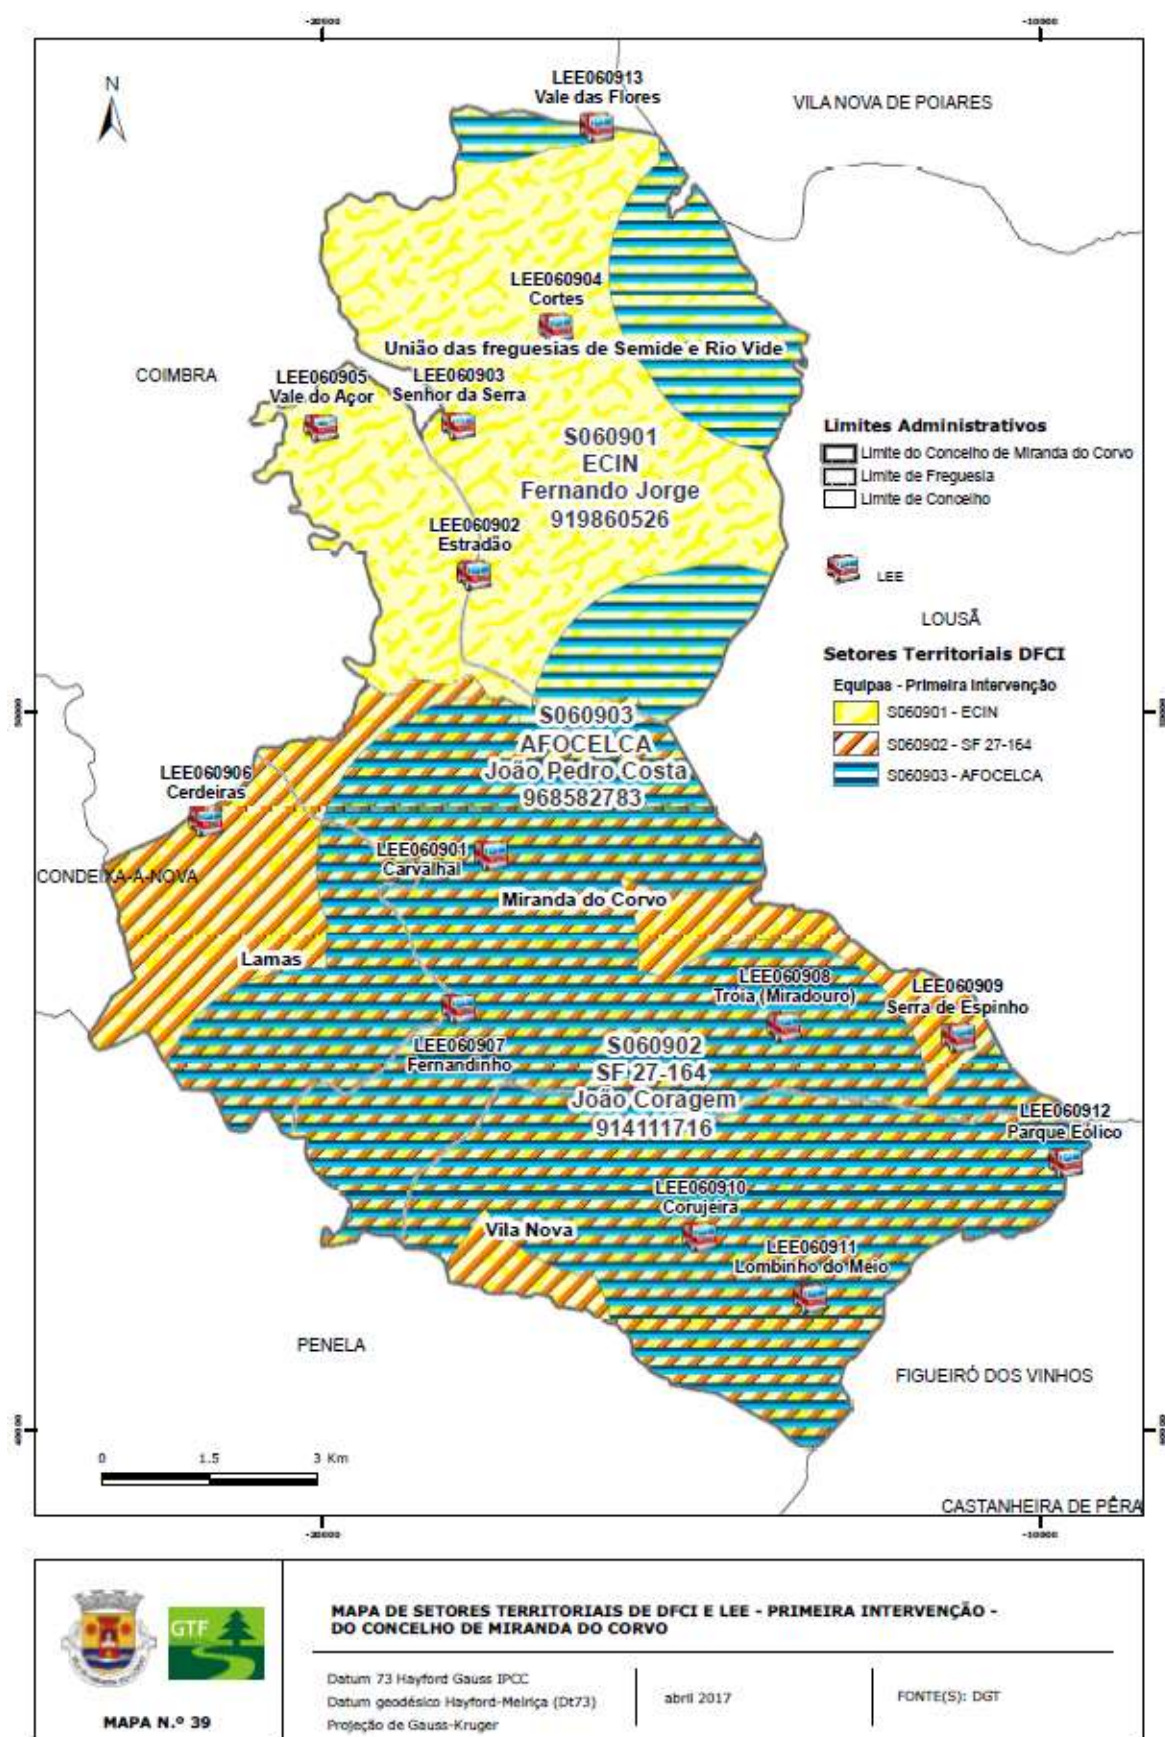 -20000
-10000
N
LEE060913
Vale das Flores
VILA NOVA DE POIARES
LEE060904
Cortes
União das freguesias de Semide e Rio Vide
COIMBRA
LEE060905
Vale do Açor
LEE060903
Senhor da Serra
S060901
ECIN
Fernando Jorge
919860526
LEE060902
Estradão
Limites Administrativos
Limite do Concelho de Miranda do Corvo
Limite de Freguesia
Limite de Concelho
LEE
LOUSÃ
Setores Territoriais DFCI
Equipas - Primeira Intervenção
S060901 - ECIN
S060902 - SF 27-164
S060903 - AFOCELCA
S060903
AFOCELCA
João Pedro Costa
968582783
LEE060906
Cerdeiras
LEE060901
Carvalhal
CONDEIXA-A-NOVA
Miranda do Corvo
Lamas
LEE060908
Tróia (Miradouro)
LEE060909
Serra de Espinho
LEE060907
Fernandinho
S060902
SF 27-164
João Coragem
914111716
LEE060912
Parque Eólico
LEE060910
Corujeira
Vila Nova
LEE060911
Lombinho do Meio
PENELA
FIGUEIRÓ DOS VINHOS
0 1.5 3 Km
CASTANHEIRA DE PÊRA
-20000
-10000
GTF
MAPA N.º 39
MAPA DE SETORES TERRITORIAIS DE DFCI E LEE - PRIMEIRA INTERVENÇÃO -
DO CONCELHO DE MIRANDA DO CORVO
Datum 73 Hayford Gauss IPCC
Datum geodésico Hayford-Melriça (Dt73)
Projeção de Gauss-Kruger
abril 2017
FONTE(S): DGT